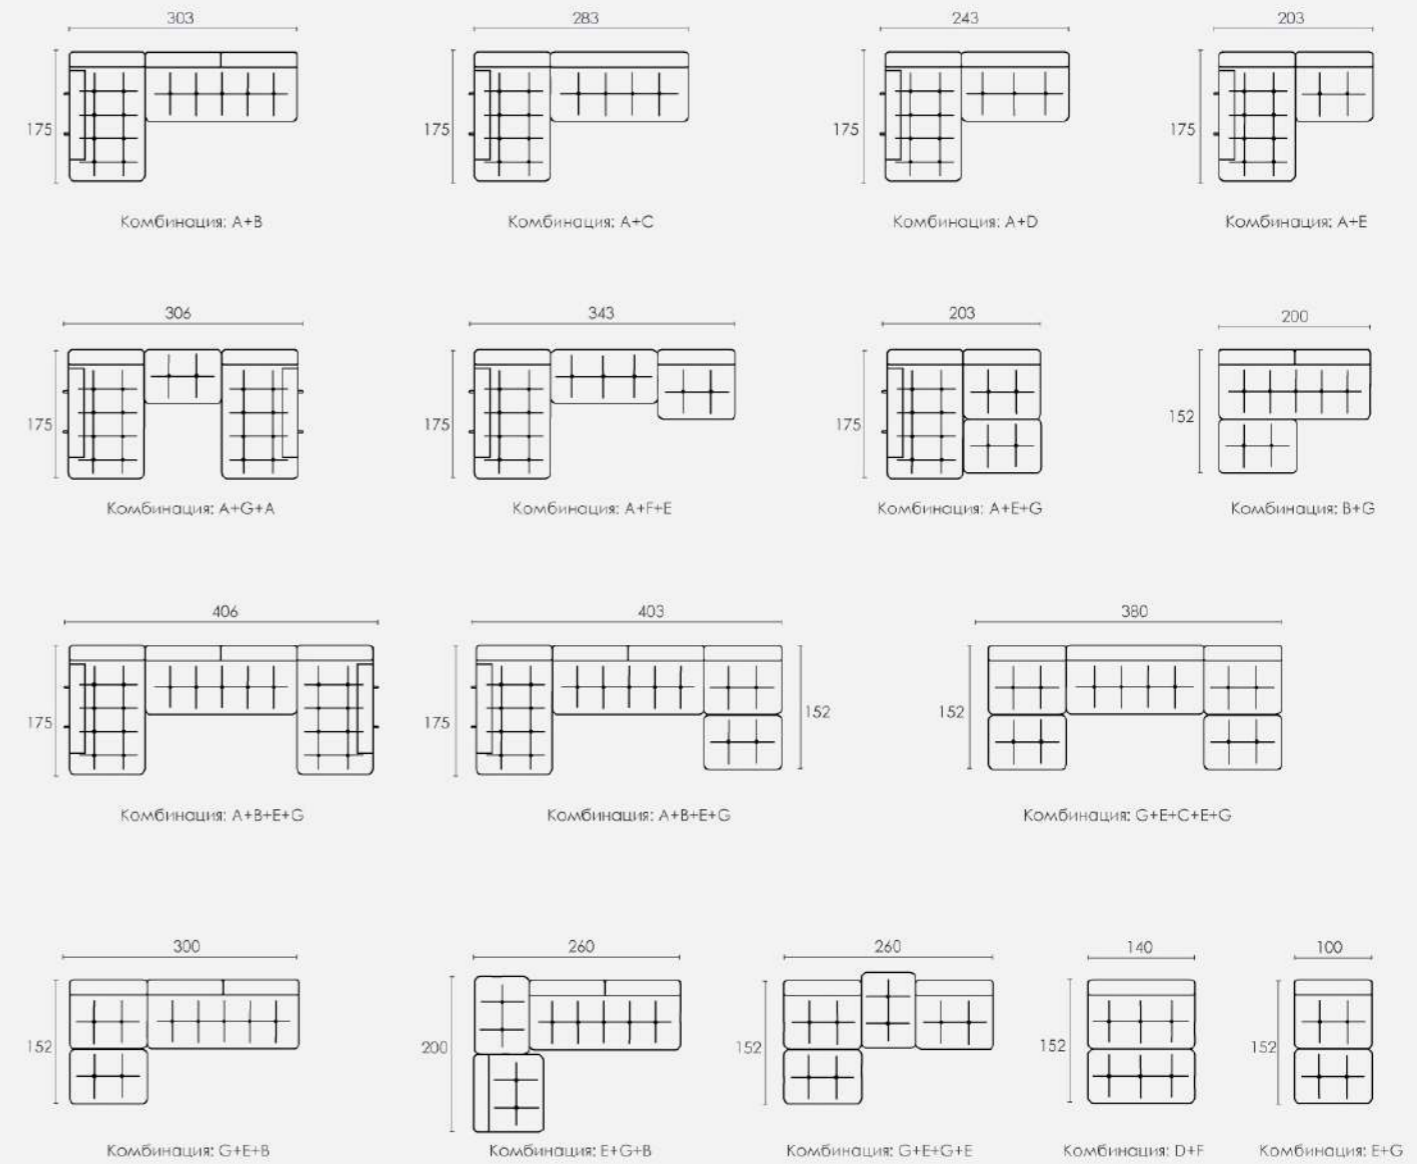 303
283
243
203
175
175
175
175
Комбинация: A+B
Комбинация: A+C
Комбинация: A+D
Комбинация: A+E
306
343
203
200
175
175
175
152
Комбинация: A+G+A
Комбинация: A+F+E
Комбинация: A+E+G
Комбинация: B+G
406
403
380
175
175
152
152
Комбинация: A+B+E+G
Комбинация: A+B+E+G
Комбинация: G+E+C+E+G
300
260
260
140
100
152
200
152
152
152
Комбинация: G+E+B
Комбинация: E+G+B
Комбинация: G+E+G+E
Комбинация: D+F
Комбинация: E+G